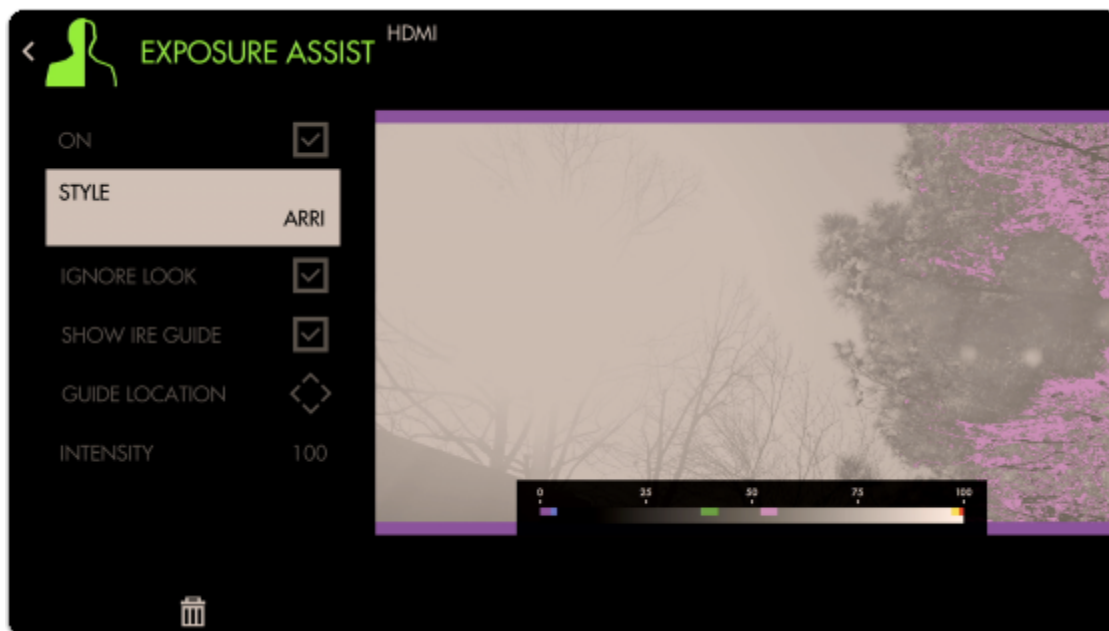 EXPOSURE ASSIST
HDMI
ON
STYLE
ARRI
IGNORE LOOK
SHOW IRE GUIDE
GUIDE LOCATION
INTENSITY 100
0 25 50 75 100